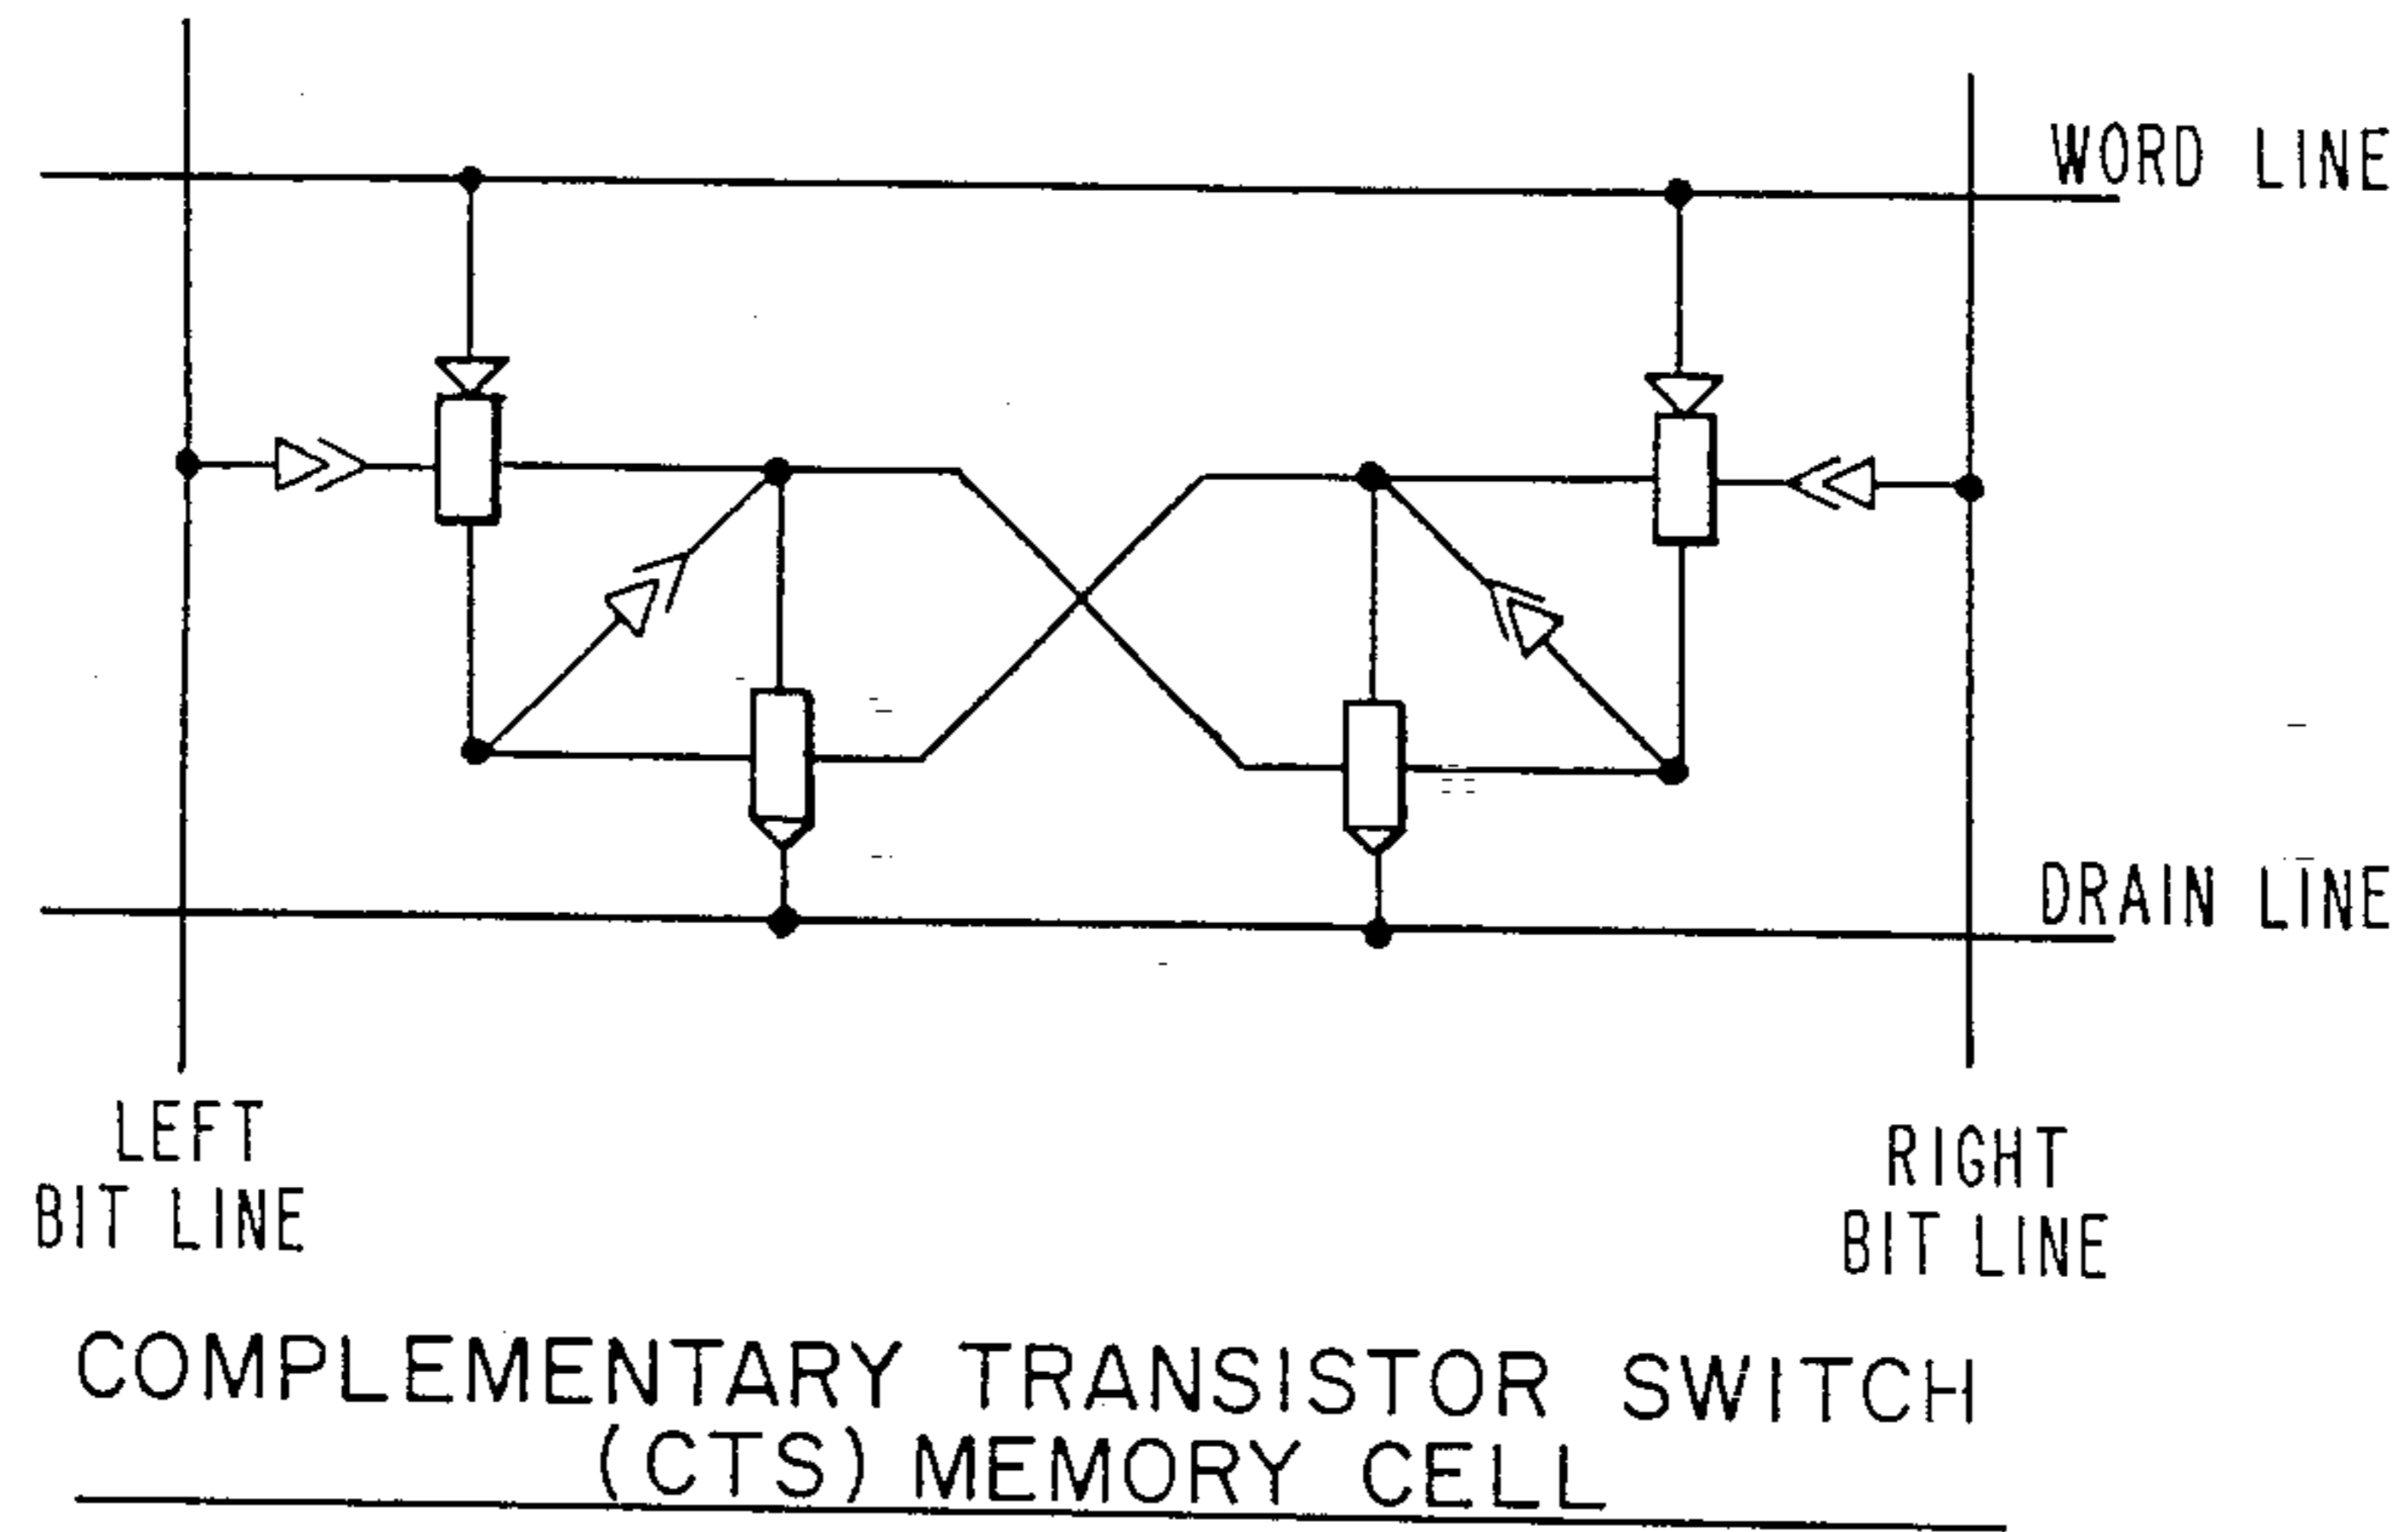 WORD LINE
DRAIN LINE
LEFT
BIT LINE
RIGHT
BIT LINE
COMPLEMENTARY TRANSISTOR SWITCH
(CTS) MEMORY CELL